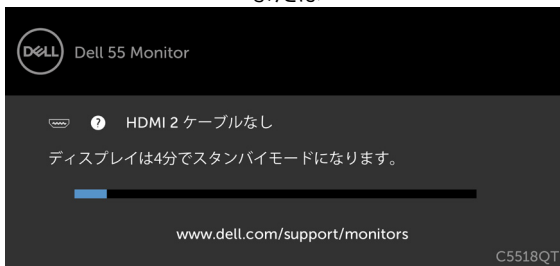 DELL
Dell 55 Monitor
? HDMI 2 ケーブルなし
ディスプレイは4分でスタンバイモードになります。
www.dell.com/support/monitors
C5518QT